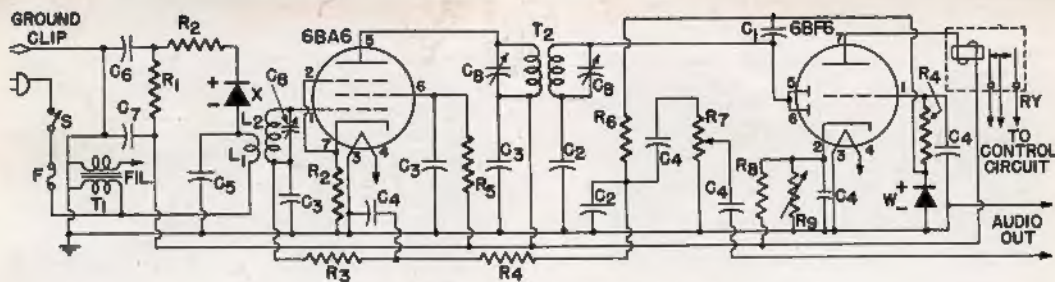 GROUND CLIP
C6
R2
R1
C7
S
F
FIL
T1
+
-
X
C5
L1
L2
C8
C3
6BA6
5
2
1
7
3
4
6
R2
C4
C3
R5
R3
R4
T2
C8
C8
C3
C2
C2
R6
C4
R7
C4
C1
6BF6
7
5
6
1
2
3
4
R8
R9
C4
R4
C4
W
+
-
RY
TO CONTROL CIRCUIT
AUDIO OUT